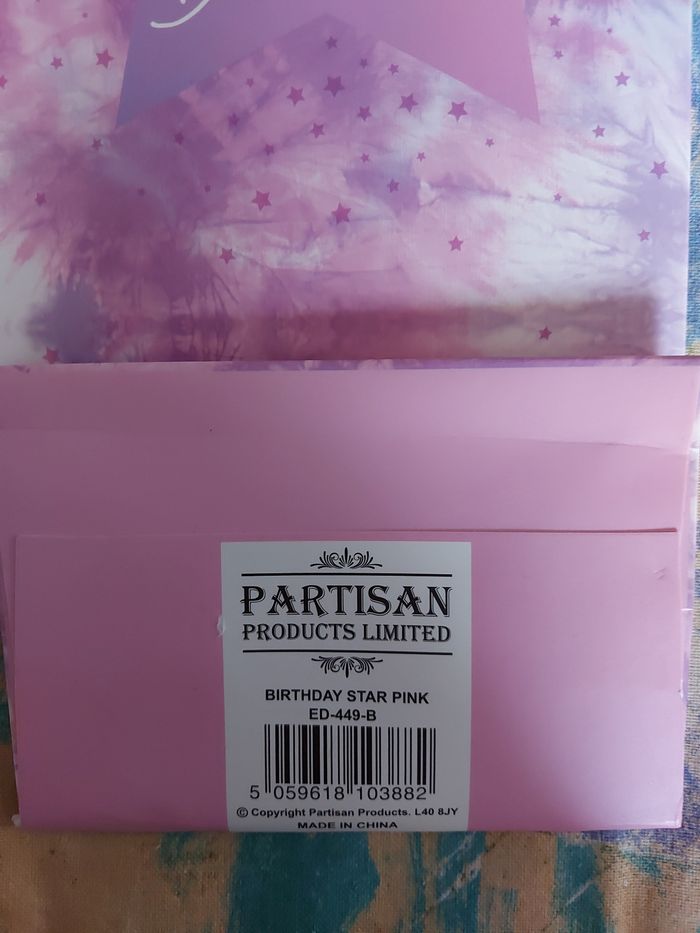 PARTISAN
PRODUCTS LIMITED
BIRTHDAY STAR PINK
ED-449-B
5 059618 103882
© Copyright Partisan Products. L40 8JY
MADE IN CHINA